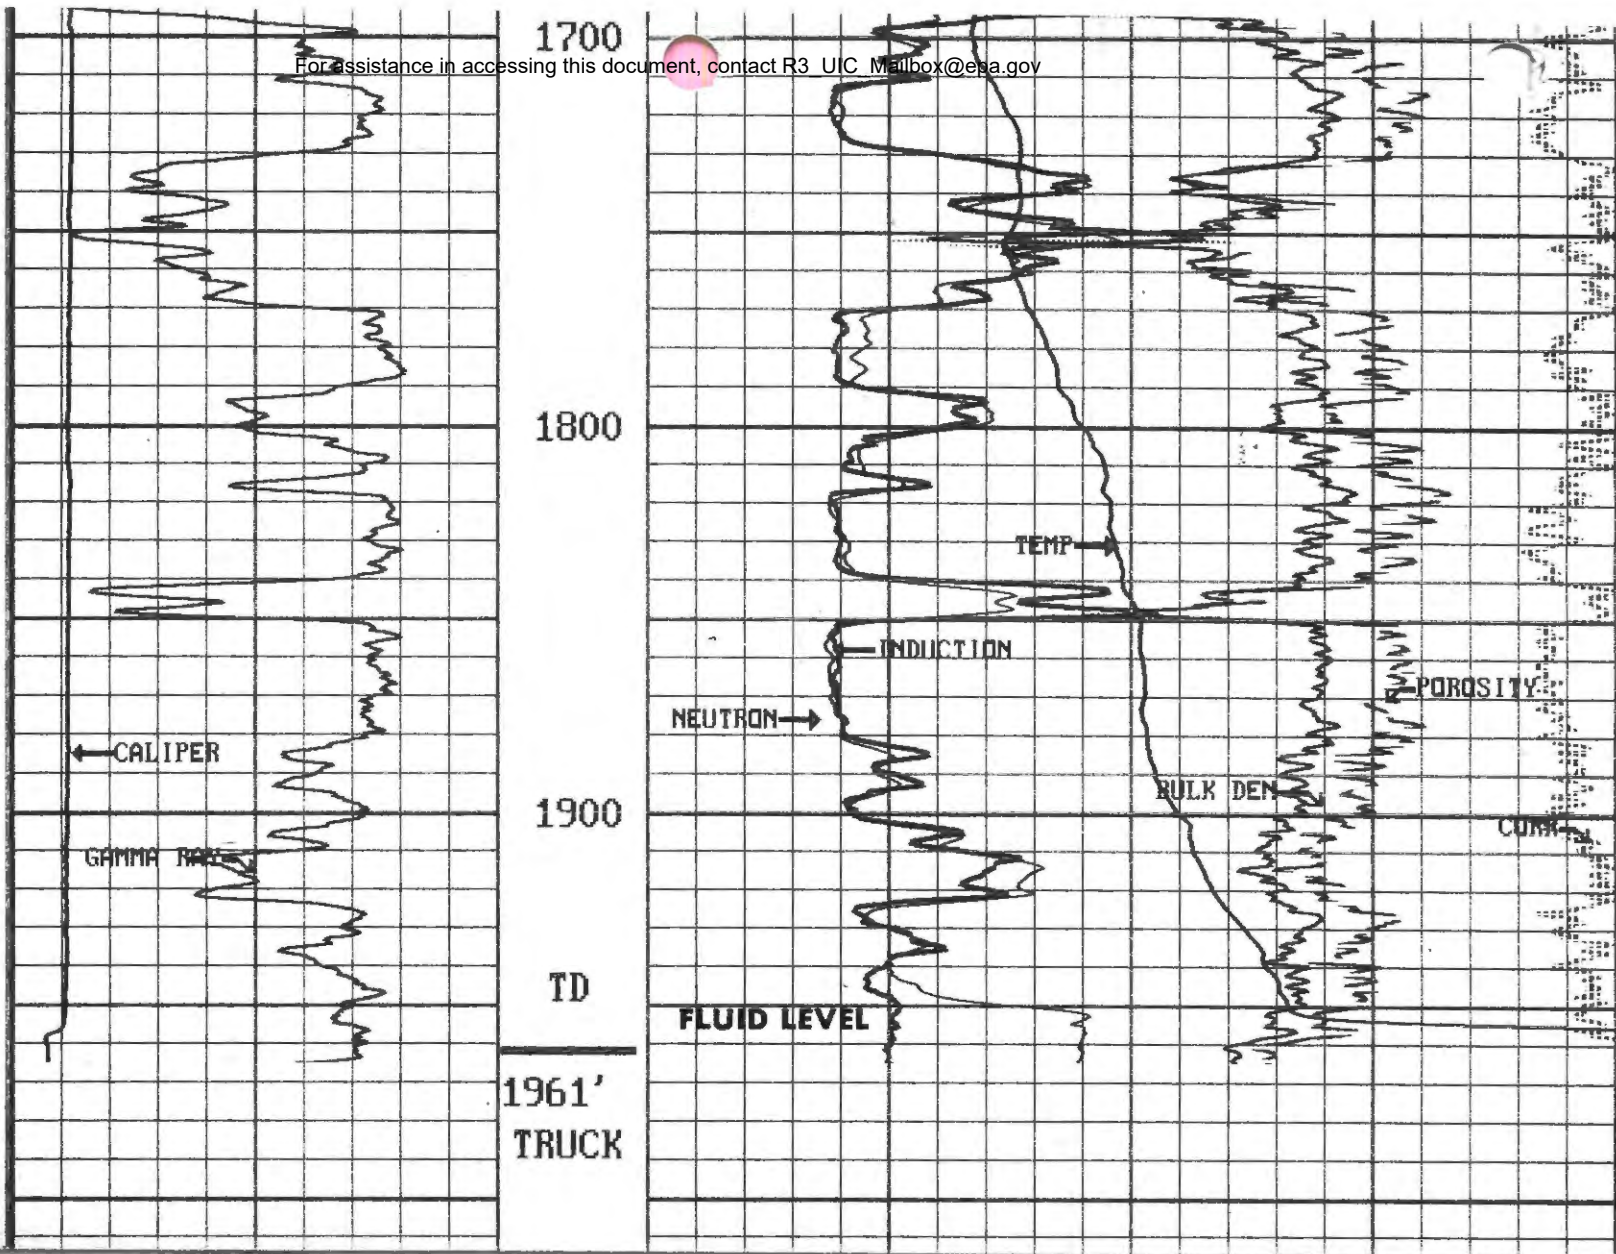 1700
For assistance in accessing this document, contact R3_UIC_Mailbox@epa.gov
1800
TEMP
INDUCTION
POROSITY
NEUTRON
CALIPER
BULK DEN
1900
CORR
GAMMA RAY
TD
FLUID LEVEL
1961'
TRUCK